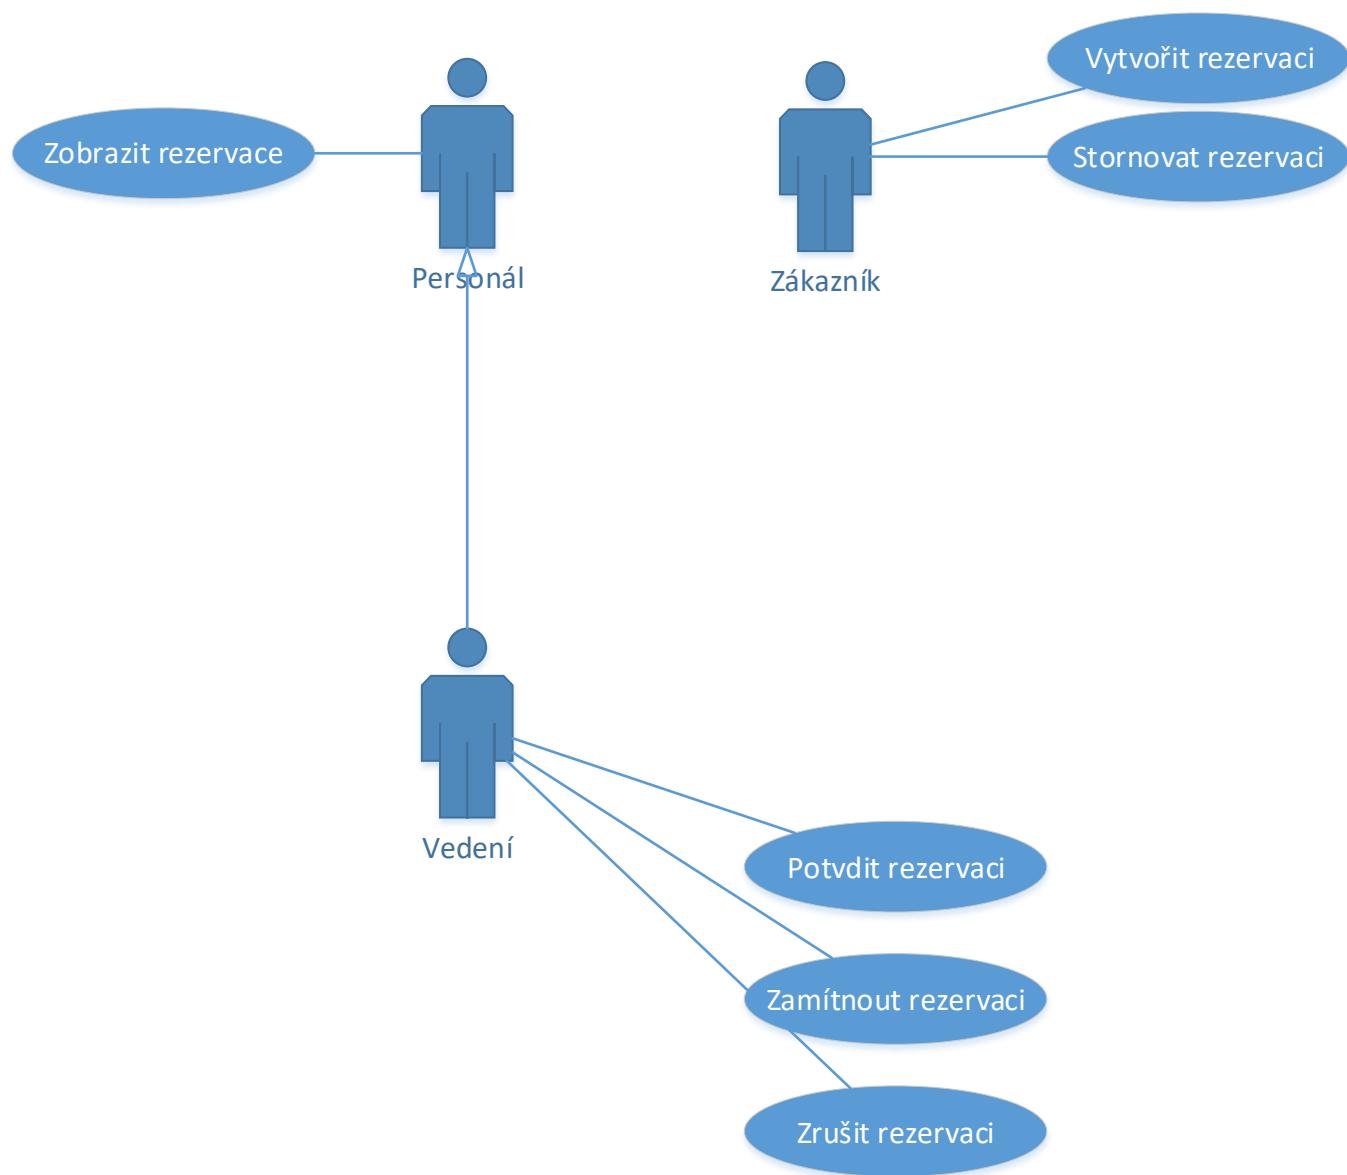 Vytvořit rezervaci
Zobrazit rezervace
Stornovat rezervaci
Personál
Zákazník
Vedení
Potvdit rezervaci
Zamítnout rezervaci
Zrušit rezervaci